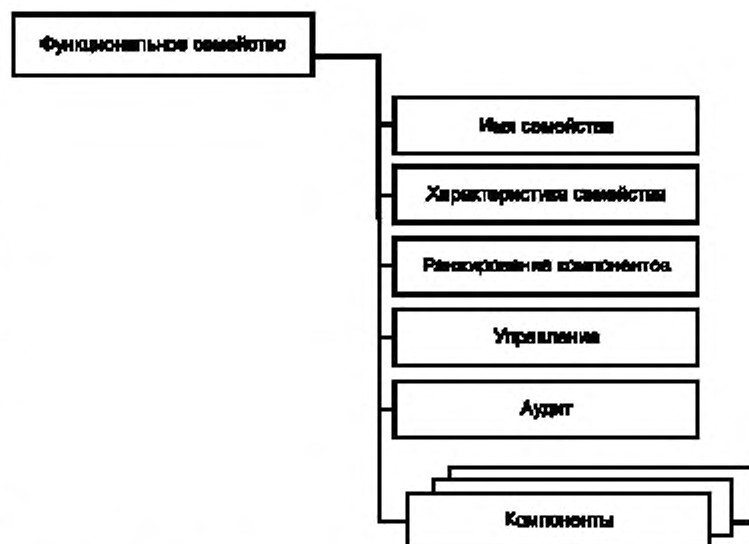 Функциональное семейство
Имя семейства
Характеристика семейства
Ранжирование компонентов
Управление
Аудит
Компоненты